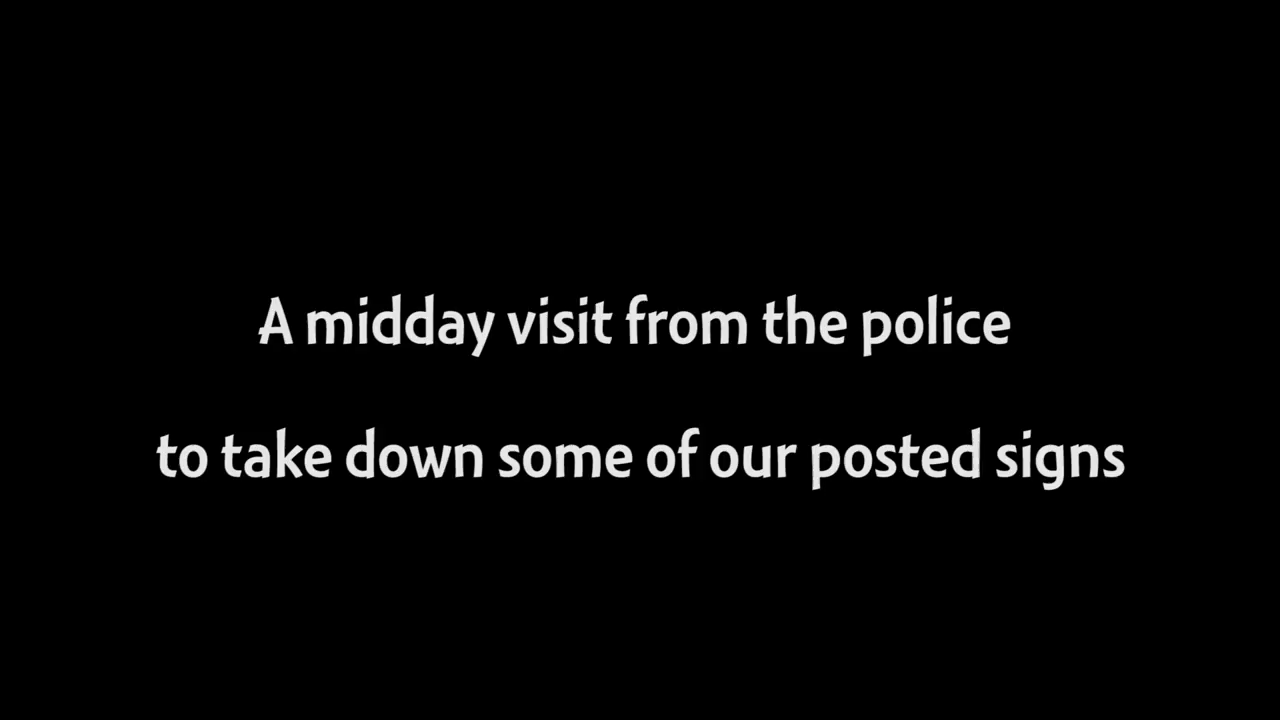 A midday visit from the police
to take down some of our posted signs